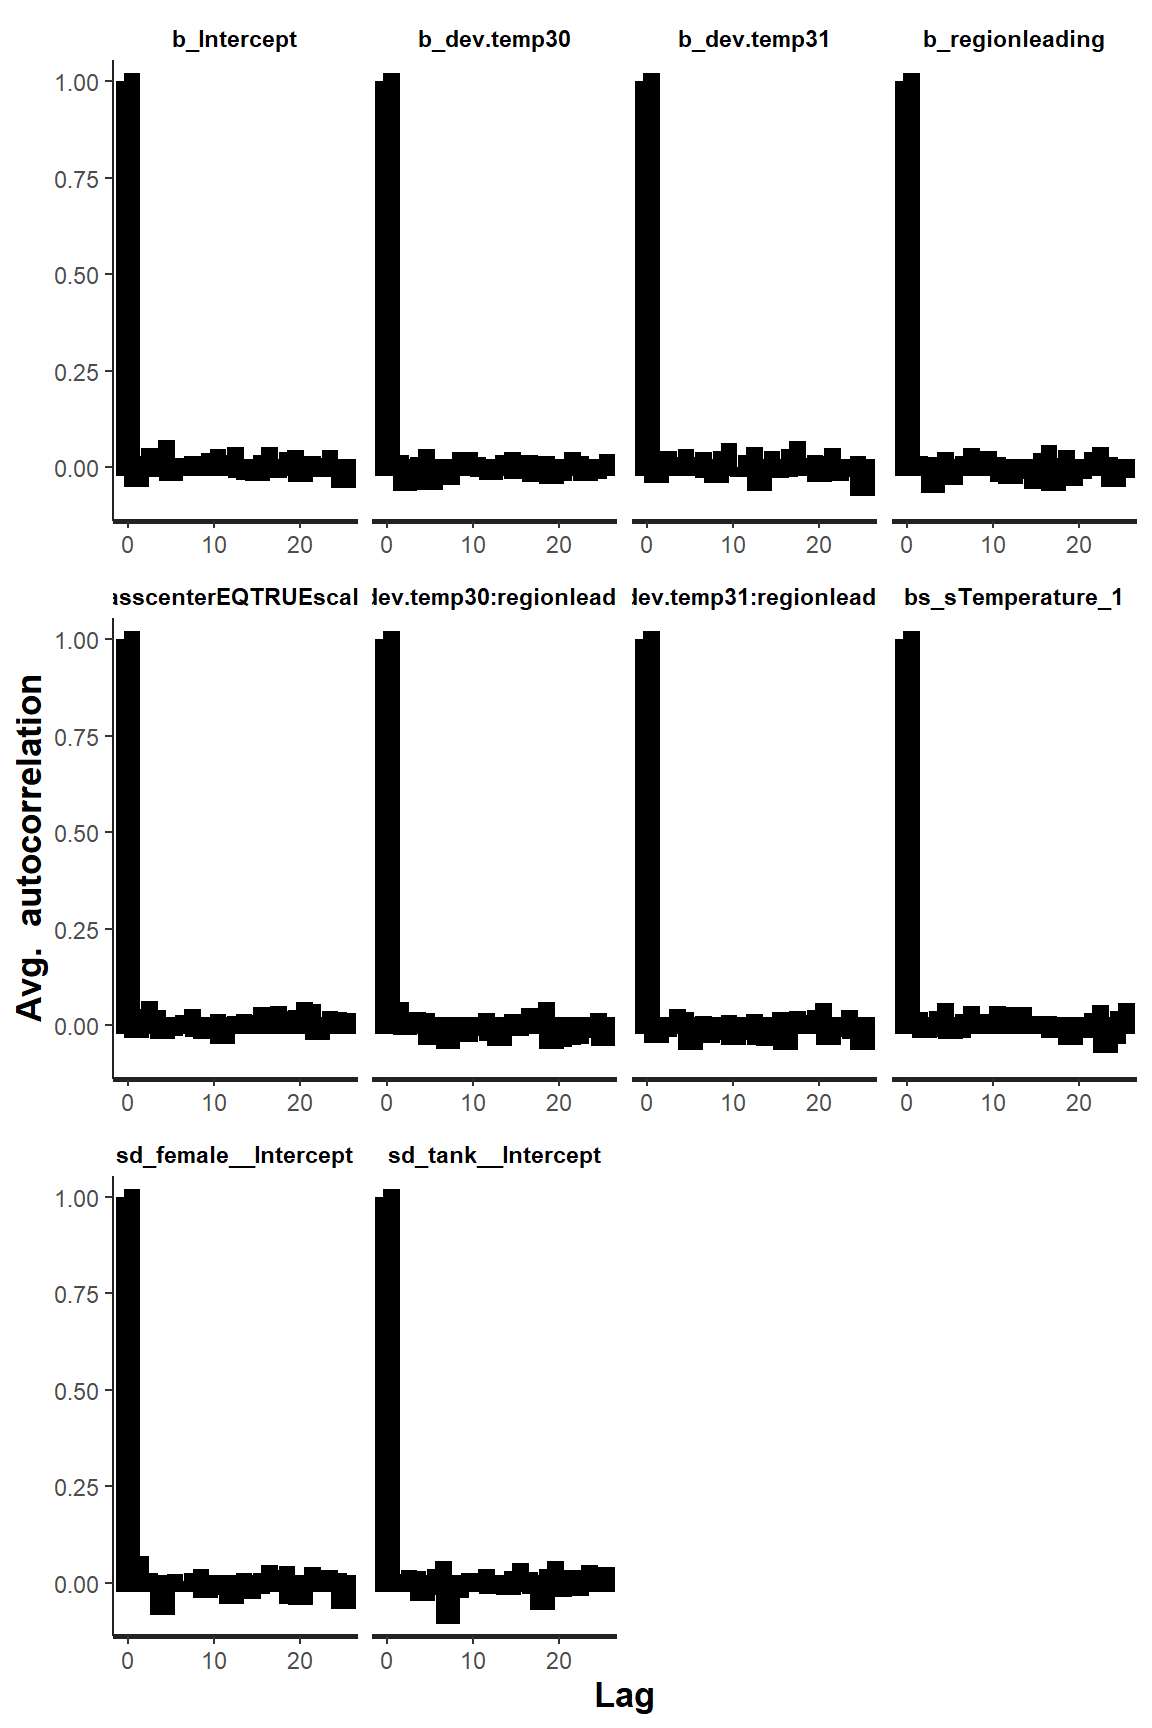 b_Intercept b_dev.temp30 b_dev.temp31 b_regionleading
1.00
0.75
0.50
0.25
0.00
0 10 20 0 10 20 0 10 20 0 10 20
asscenterEQTRUEscal dev.temp30:regionlead dev.temp31:regionlead bs_sTemperature_1
1.00
0.75
0.50
0.25
0.00
0 10 20 0 10 20 0 10 20 0 10 20
Avg. autocorrelation
sd_female__Intercept sd_tank__Intercept
1.00
0.75
0.50
0.25
0.00
0 10 20 0 10 20
Lag